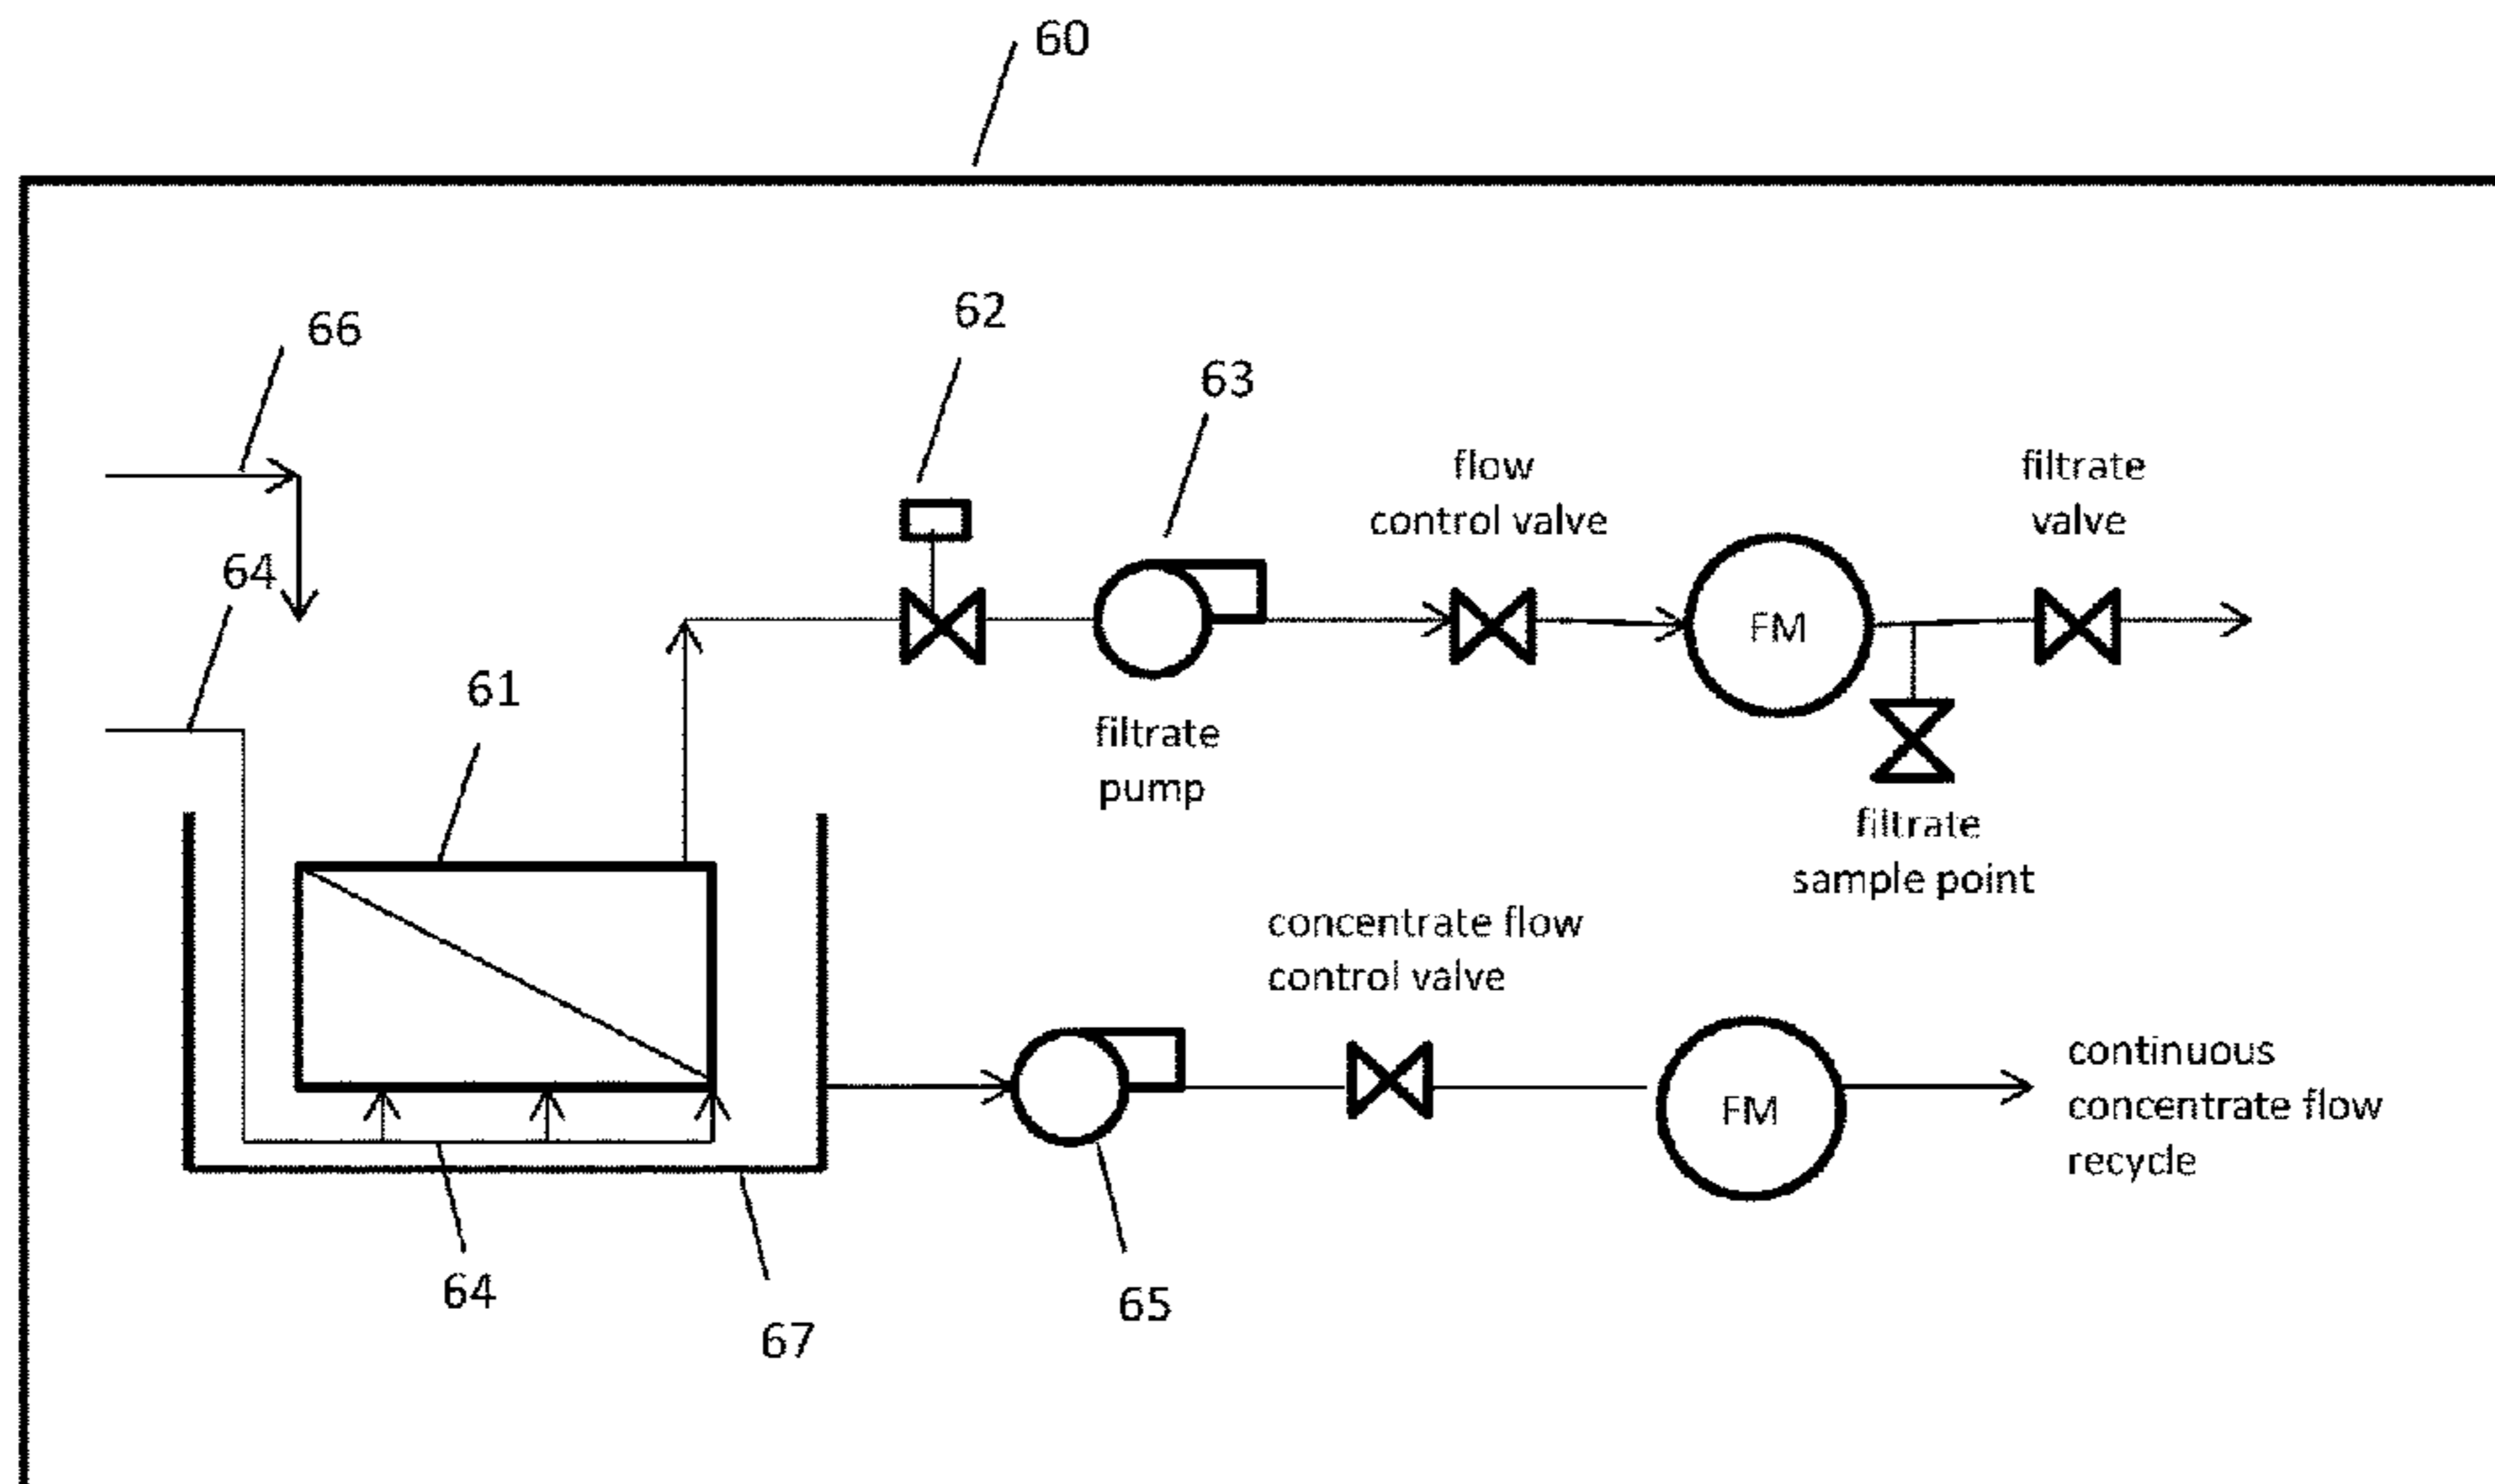 60
66
62
63
flow
control valve
filtrate
valve
64
FM
61
filtrate
pump
filtrate
sample point
concentrate flow
control valve
FM
continuous
concentrate flow
recycle
64
65
67